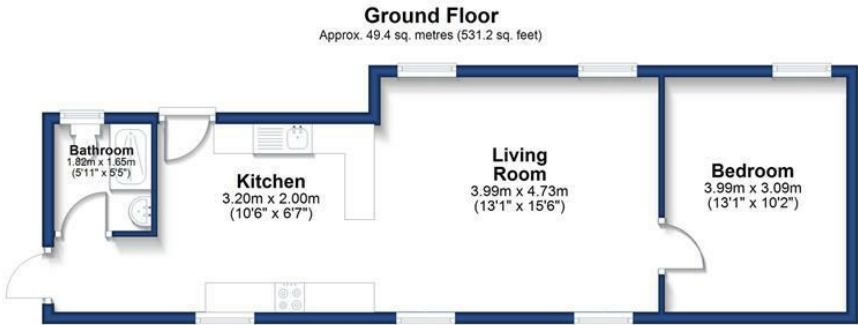 Ground Floor
Approx. 49.4 sq. metres (531.2 sq. feet)
Bathroom
1.82m x 1.65m
(5'11" x 5'5")
Kitchen
3.20m x 2.00m
(10'6" x 6'7")
Living
Room
3.99m x 4.73m
(13'1" x 15'6")
Bedroom
3.99m x 3.09m
(13'1" x 10'2")